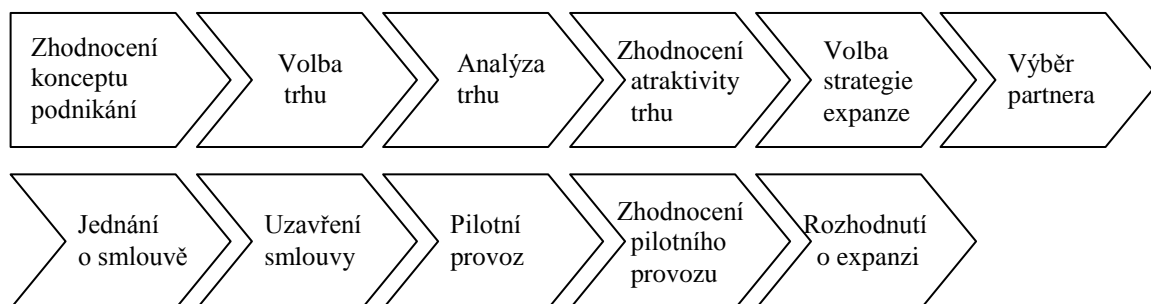 Zhodnocení
konceptu
podnikání
Volba
trhu
Analýza
trhu
Zhodnocení
atraktivity
trhu
Volba
strategie
expanze
Výběr
partnera
Jednání
o smlouvě
Uzavření
smlouvy
Pilotní
provoz
Zhodnocení
pilotního
provozu
Rozhodnutí
o expanzi